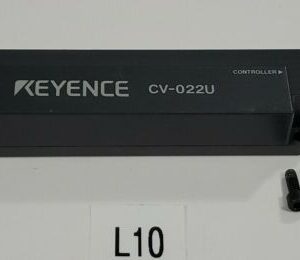 CONTROLLER ▶
KEYENCE CV-022U
L10